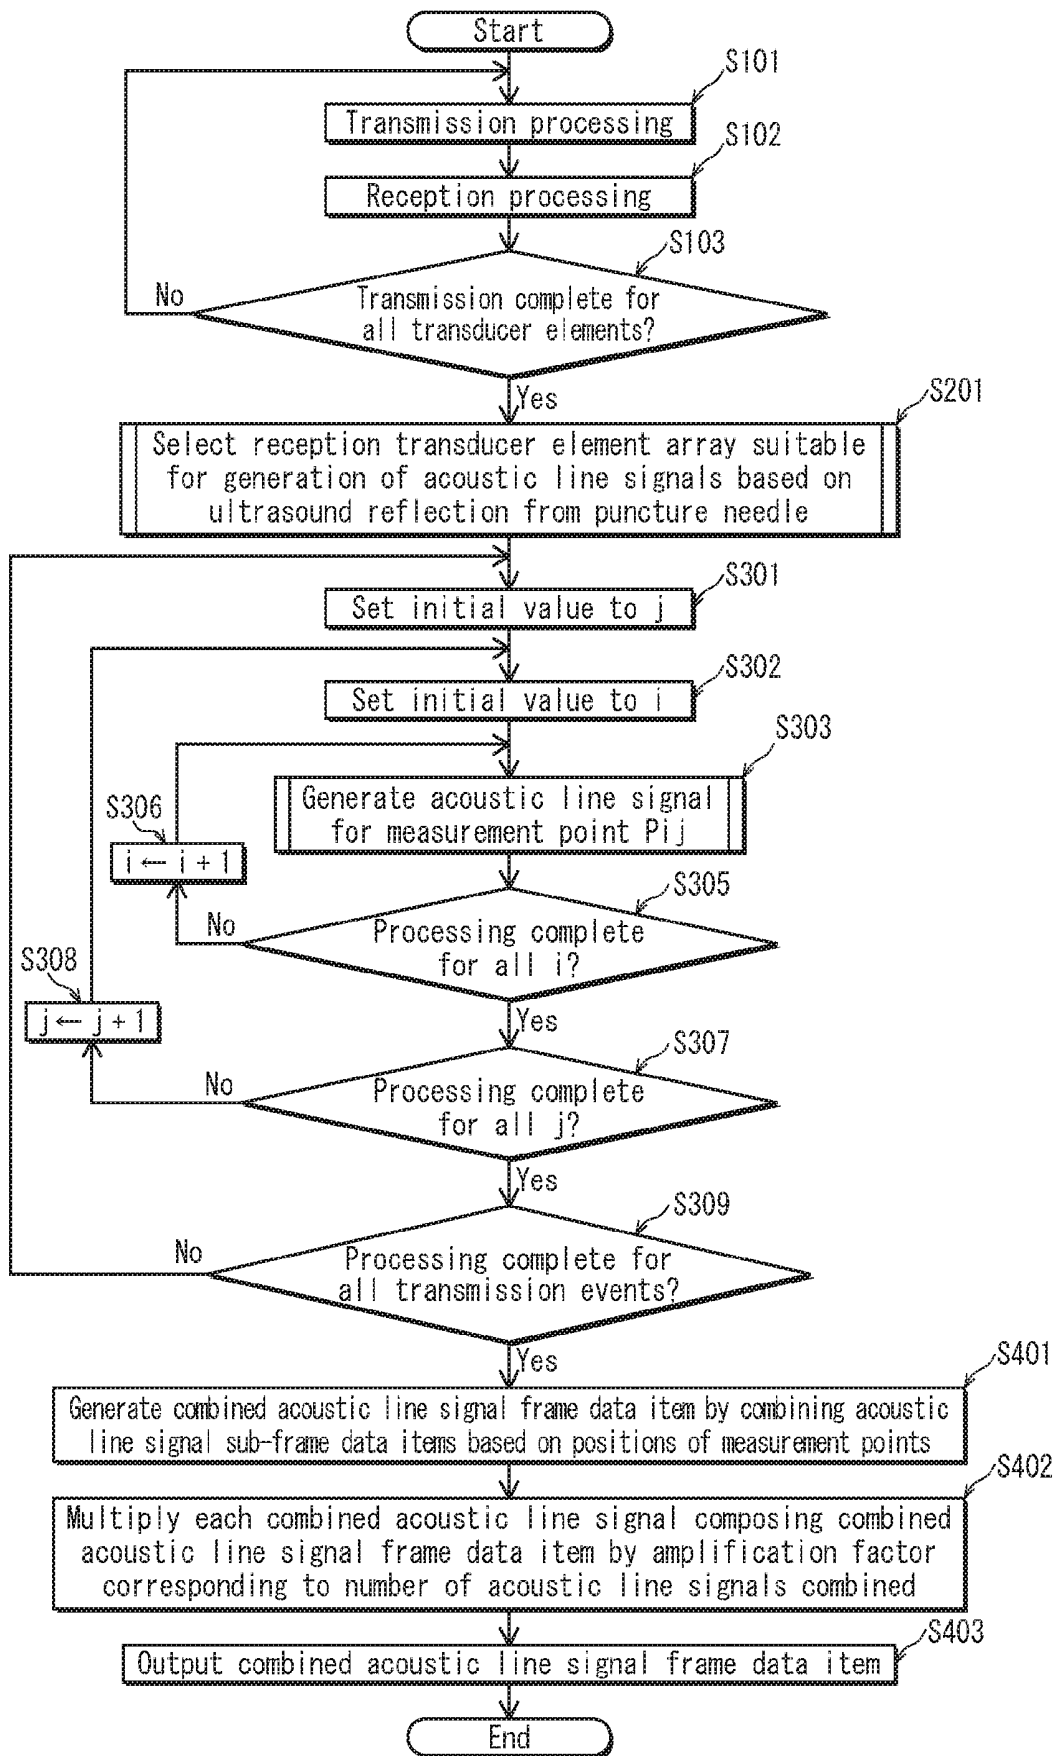 Start
S101
Transmission processing
S102
Reception processing
S103
No
Transmission complete for
all transducer elements?
Yes
S201
Select reception transducer element array suitable
for generation of acoustic line signals based on
ultrasound reflection from puncture needle
S301
Set initial value to j
S302
Set initial value to i
S303
Generate acoustic line signal
for measurement point Pij
S306
i ← i + 1
S305
No
Processing complete
for all i?
S308
j ← j + 1
Yes
S307
No
Processing complete
for all j?
Yes
S309
No
Processing complete for
all transmission events?
Yes
S401
Generate combined acoustic line signal frame data item by combining acoustic
line signal sub-frame data items based on positions of measurement points
S402
Multiply each combined acoustic line signal composing combined
acoustic line signal frame data item by amplification factor
corresponding to number of acoustic line signals combined
S403
Output combined acoustic line signal frame data item
End